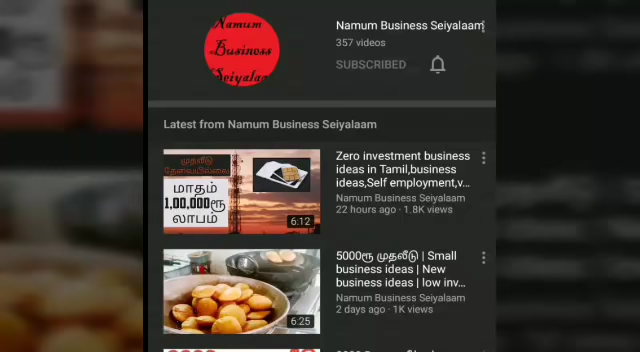 Namum
Business
Seiyalaa
Namum Business Seiyalaam
357 videos
SUBSCRIBED
Latest from Namum Business Seiyalaam
முதலீடு
தேவையில்லை
மாதம்
1,00,000ரூ
லாபம்
6:12
Zero investment business
ideas in Tamil,business
ideas,Self employment,v...
Namum Business Seiyalaam
22 hours ago · 1.8K views
6:25
5000ரூ முதலீடு | Small
business ideas | New
business ideas | low inv...
Namum Business Seiyalaam
2 days ago · 1K views